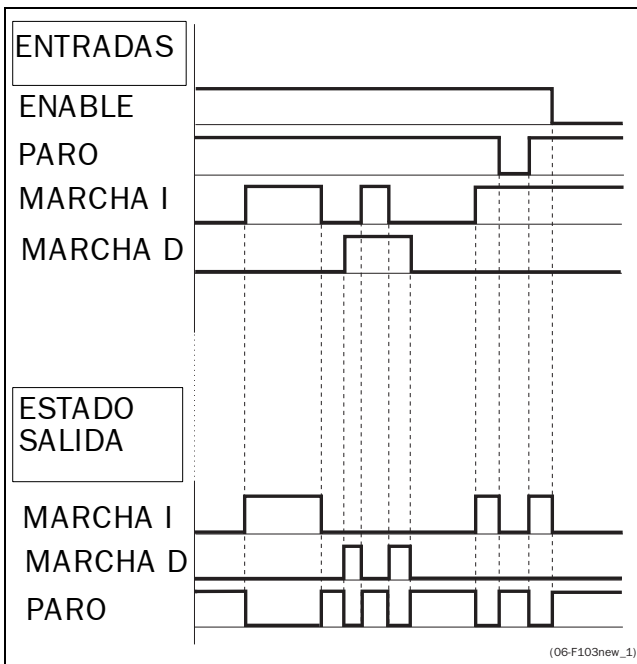 ENTRADAS
ENABLE
PARO
MARCHA I
MARCHA D
ESTADO
SALIDA
MARCHA I
MARCHA D
PARO
(06-F103new_1)